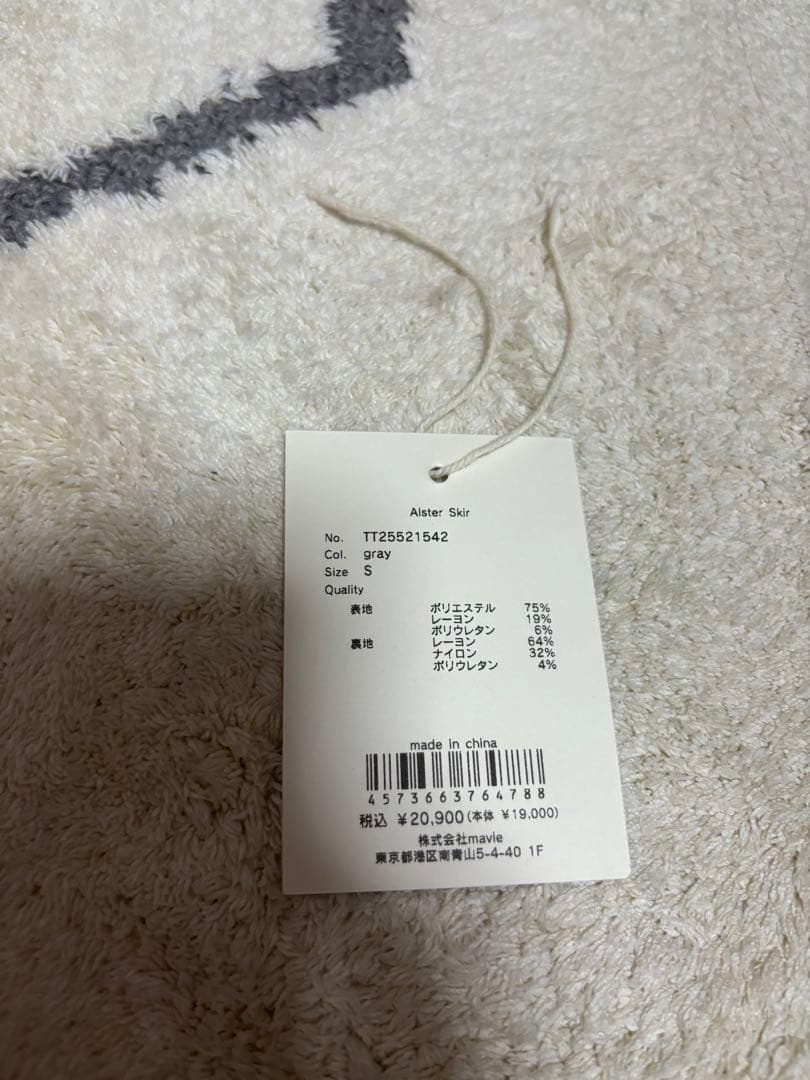 Alster Skir
No. TT25521542
Col. gray
Size S
Quality
表地 ポリエステル 75%
レーヨン 19%
ポリウレタン 6%
裏地 レーヨン 64%
ナイロン 32%
ポリウレタン 4%
made in china
4573663764788
税込 ¥20,900(本体 ¥19,000)
株式会社mavie
東京都港区南青山5-4-40 1F